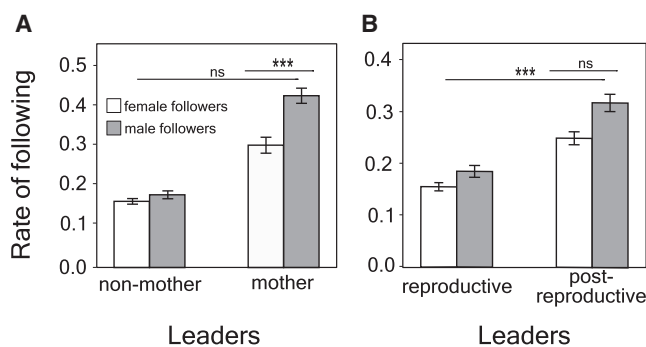 A
Rate of following
0.5
0.4
0.3
0.2
0.1
0.0
ns
***
female followers
male followers
non-mother
mother
Leaders
B
0.4
0.3
0.2
0.1
0.0
***
ns
reproductive
post-
reproductive
Leaders